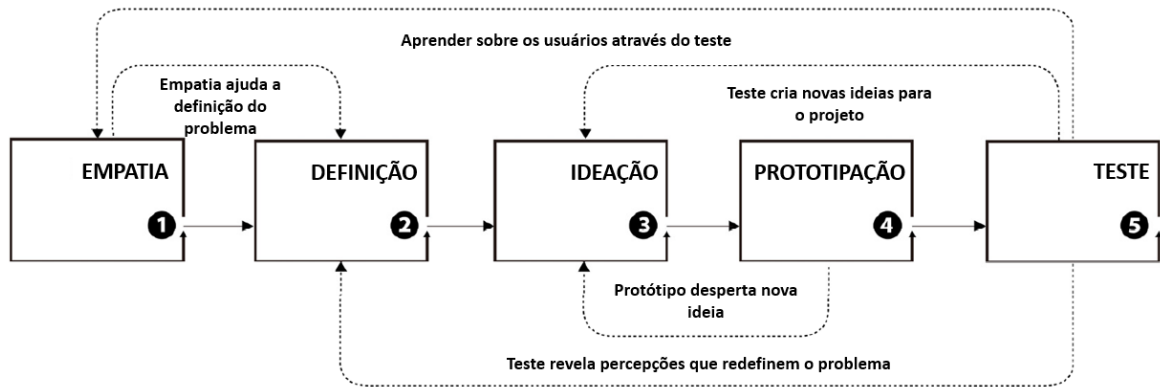 Aprender sobre os usuários através do teste
Empatia ajuda a
definição do
problema
Teste cria novas ideias para
o projeto
EMPATIA
1
DEFINIÇÃO
2
IDEAÇÃO
3
PROTOTIPAÇÃO
4
TESTE
5
Protótipo desperta nova
ideia
Teste revela percepções que redefinem o problema